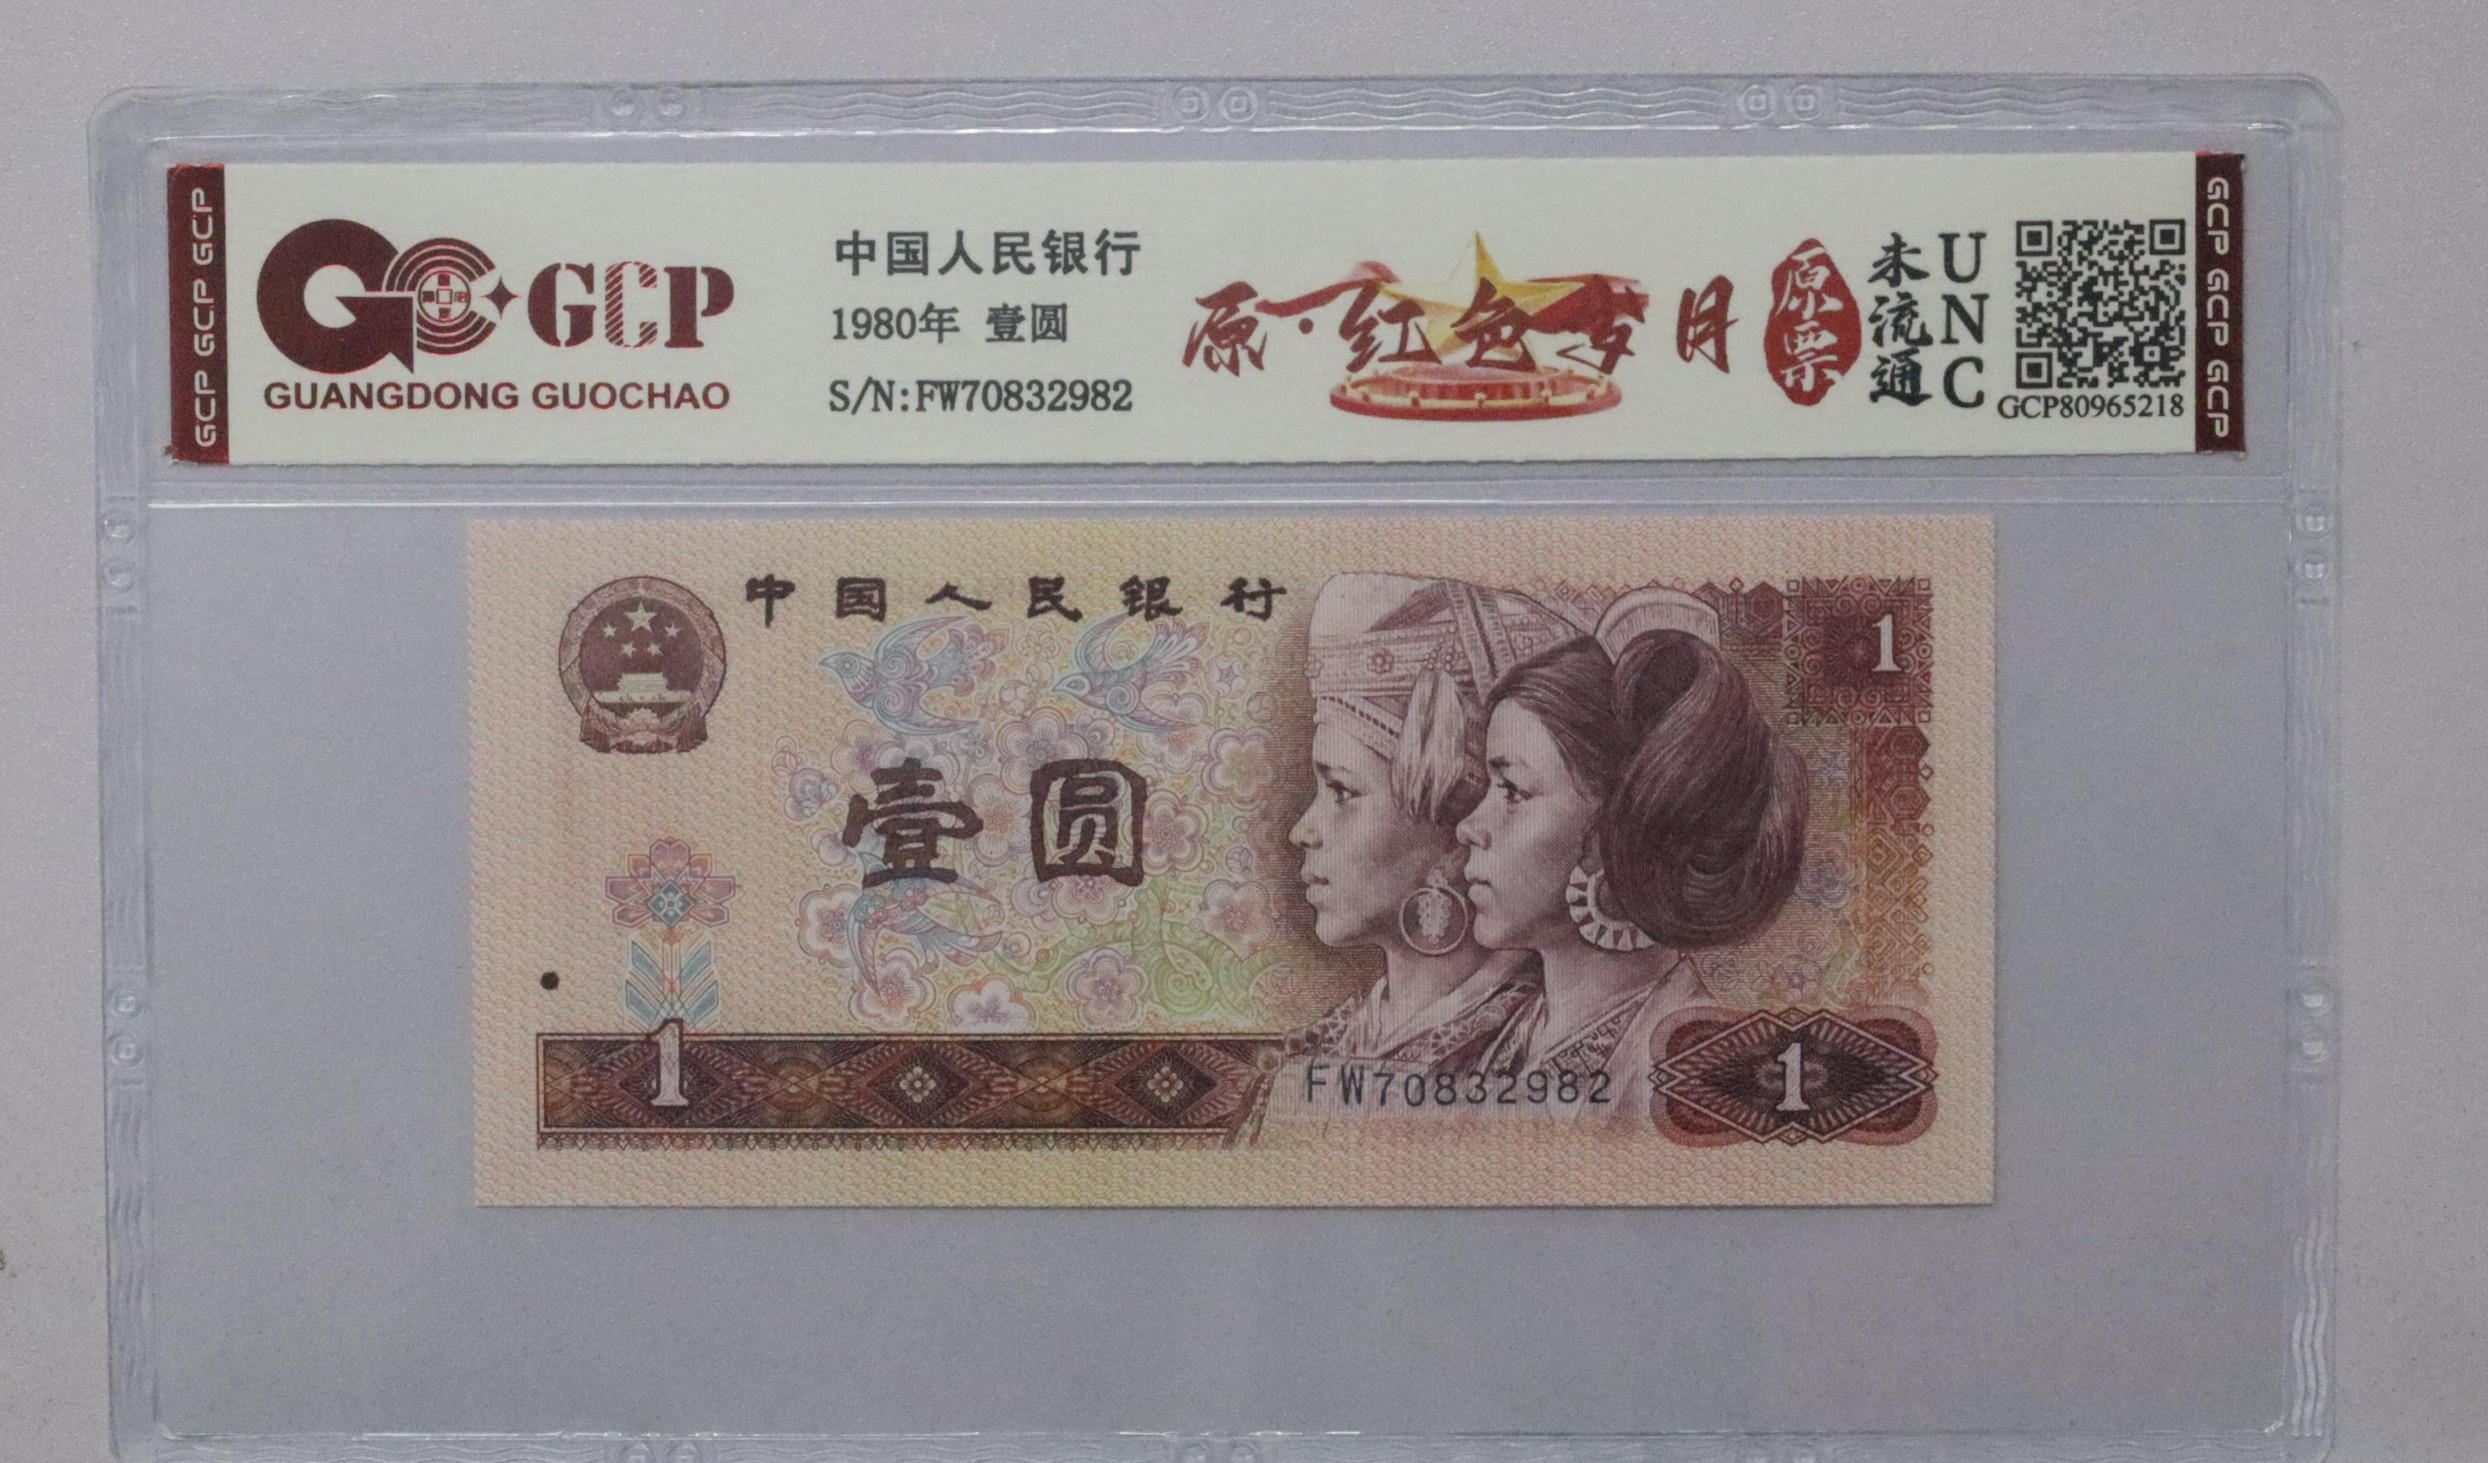 GCP GCP GCP
GCP
GUANGDONG GUOCHAO
中国人民银行
1980年 壹圆
S/N:FW70832982
原·红色岁月
原票
未流通
UNC
GCP80965218
GCP GCP GCP
中国人民银行
1
壹圆
1
FW70832982
1